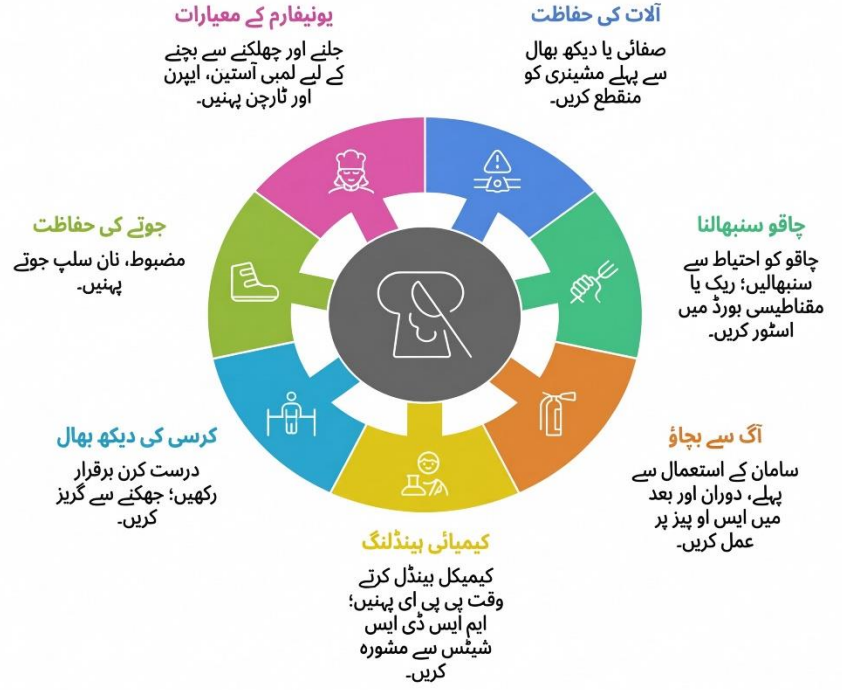 یونیفارم کے معیارات
جلنے اور چھلکنے سے بچنے
کے لیے لمبی آستین، ایپرن
اور ٹارچن پہنیں۔
آلات کی حفاظت
صفائی یا دیکھ بھال
سے پہلے مشینری کو
منقطع کریں۔
چاقو سنبھالنا
چاقو کو احتیاط سے
سنبھالیں؛ ریک یا
مقناطیسی بورڈ میں
اسٹور کریں۔
آگ سے بچاؤ
سامان کے استعمال سے
پہلے، دوران اور بعد
میں ایس او پیز پر
عمل کریں۔
کیمیائی ہینڈلنگ
کیمیکل ہینڈل کرتے
وقت پی پی ای پہنیں؛
ایم ایس ڈی ایس
شیٹس سے مشورہ
کریں۔
کرسی کی دیکھ بھال
درست کرن برقرار
رکھیں؛ جھکنے سے گریز
کریں۔
جوتے کی حفاظت
مضبوط، نان سلپ جوتے
پہنیں۔